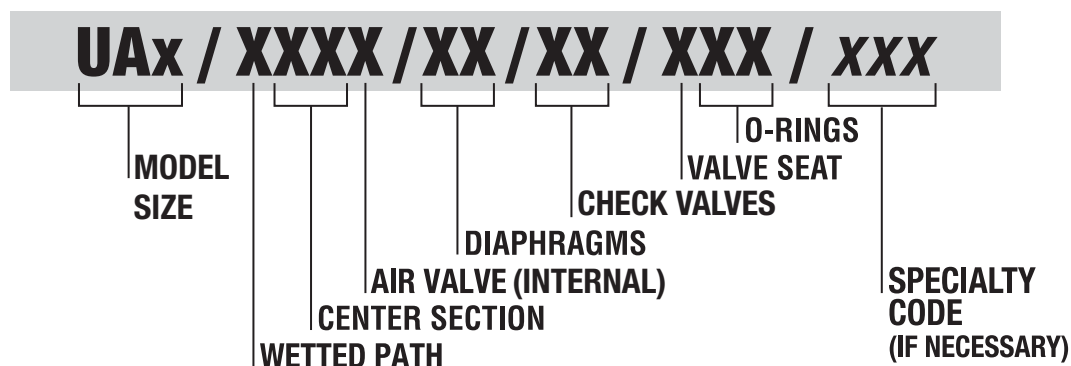 UAx / XXXX / XX / XX / XXX / XXX
O-RINGS
MODEL
SIZE
VALVE SEAT
CHECK VALVES
DIAPHRAGMS
AIR VALVE (INTERNAL)
CENTER SECTION
WETTED PATH
SPECIALTY
CODE
(IF NECESSARY)